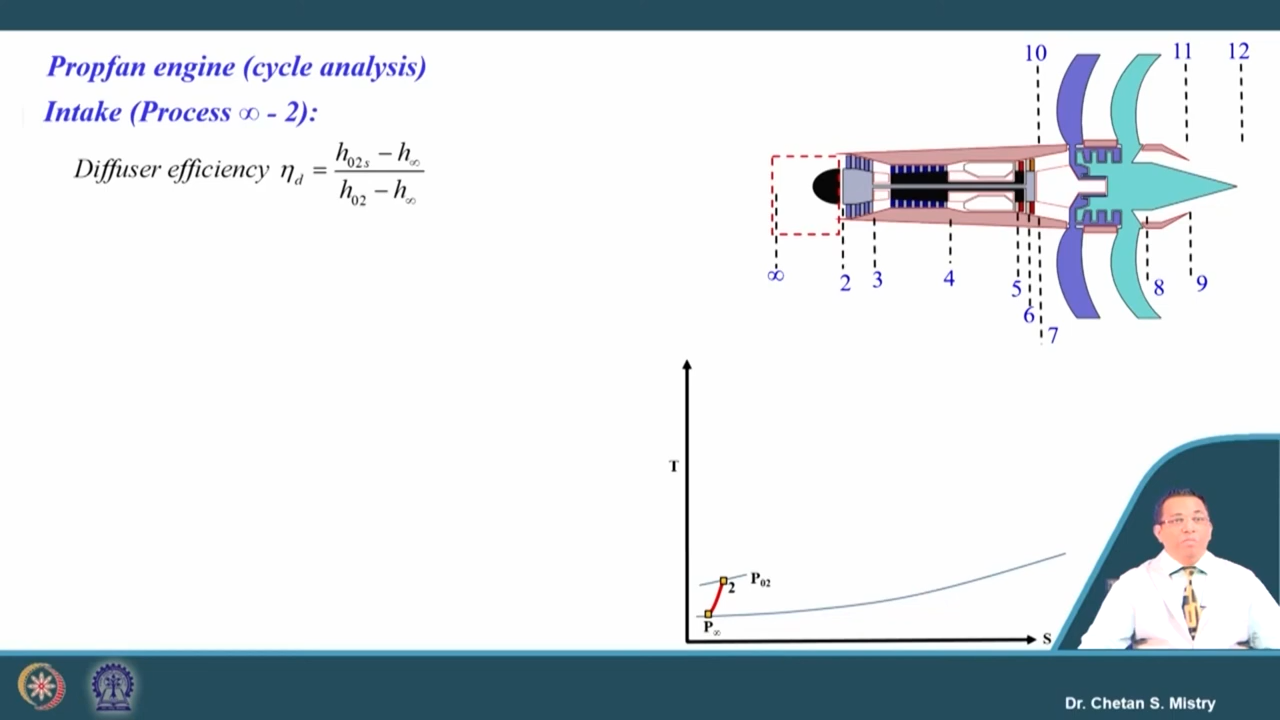 Propfan engine (cycle analysis)
Intake (Process ∞ - 2):
Diffuser efficiency η_d = (h_02s − h_∞) / (h_02 − h_∞)
10 11 12
∞ 2 3 4 5 6 7 8 9
T
2 P02
P∞
S
Dr. Chetan S. Mistry